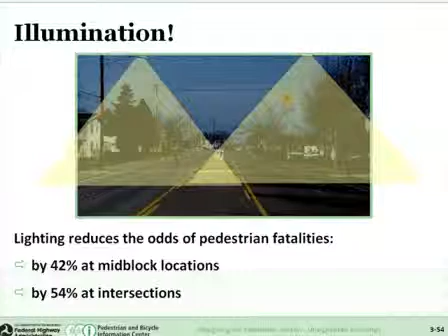 Illumination!
Lighting reduces the odds of pedestrian fatalities:
by 42% at midblock locations
by 54% at intersections
Federal Highway
Administration
Pedestrian and Bicycle
Information Center
3-54